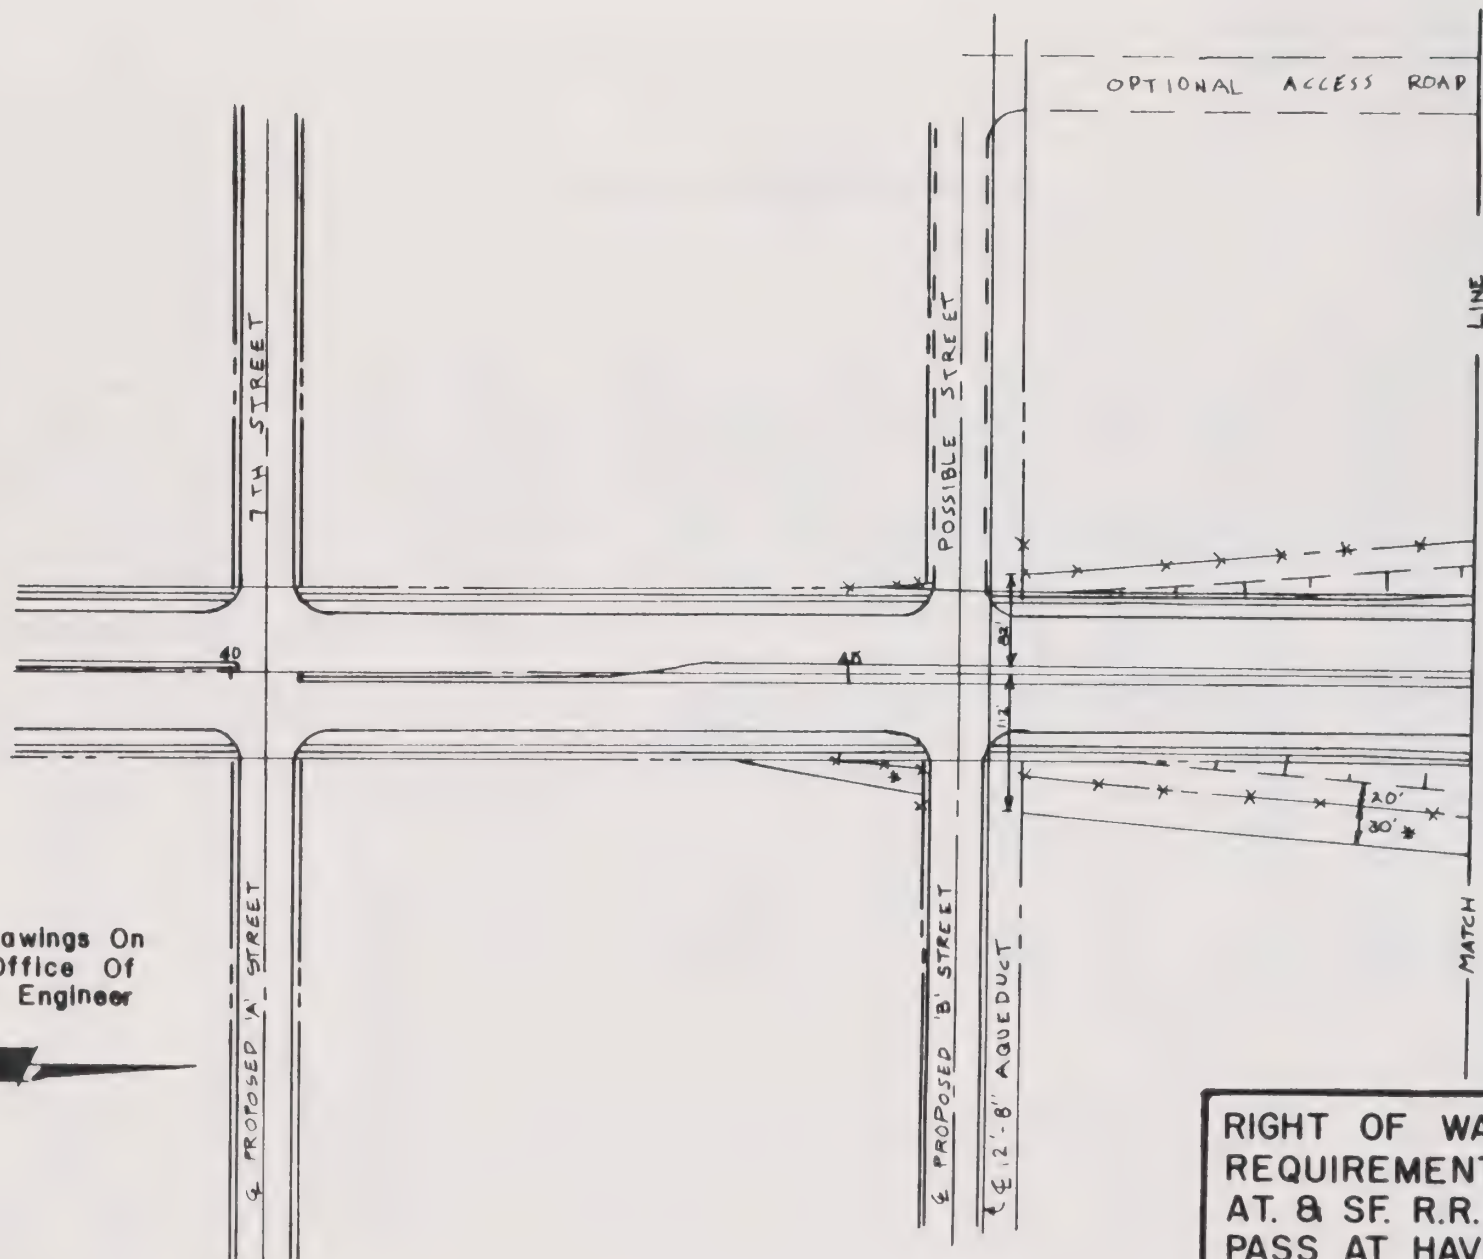 OPTIONAL ACCESS ROAD
LINE
7TH STREET
POSSIBLE STREET
40
45
82'
112'
20'
30' *
*
MATCH
awings On
Office Of
Engineer
℄ PROPOSED 'A' STREET
℄ PROPOSED 'B' STREET
℄ 12'-8" AQUEDUCT
RIGHT OF WA
REQUIREMENT
AT. & SF. R.R.
PASS AT HAV